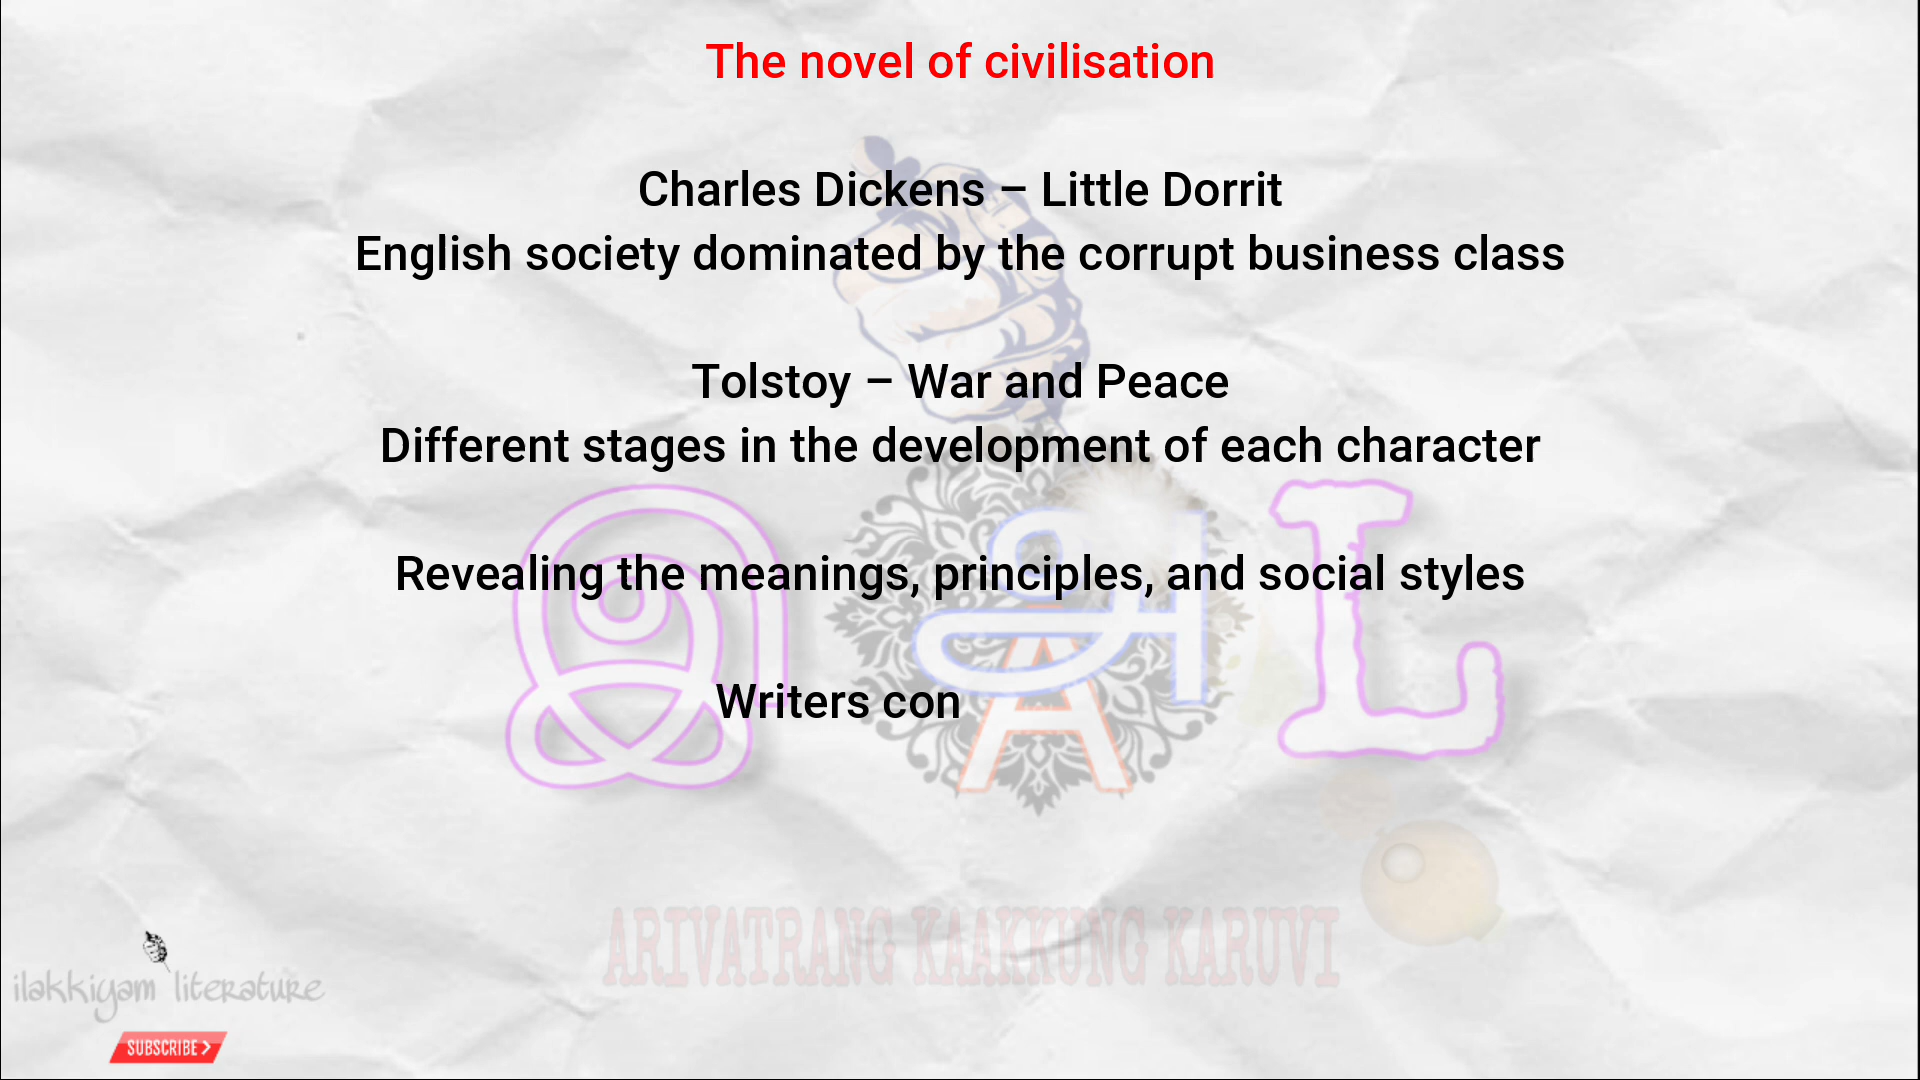 The novel of civilisation
Charles Dickens – Little Dorrit
English society dominated by the corrupt business class
Tolstoy – War and Peace
Different stages in the development of each character
Revealing the meanings, principles, and social styles
Writers con
இ அ L
A
ARIVATRANG KAAKKUNG KARUVI
ilakkiyam literature
SUBSCRIBE >